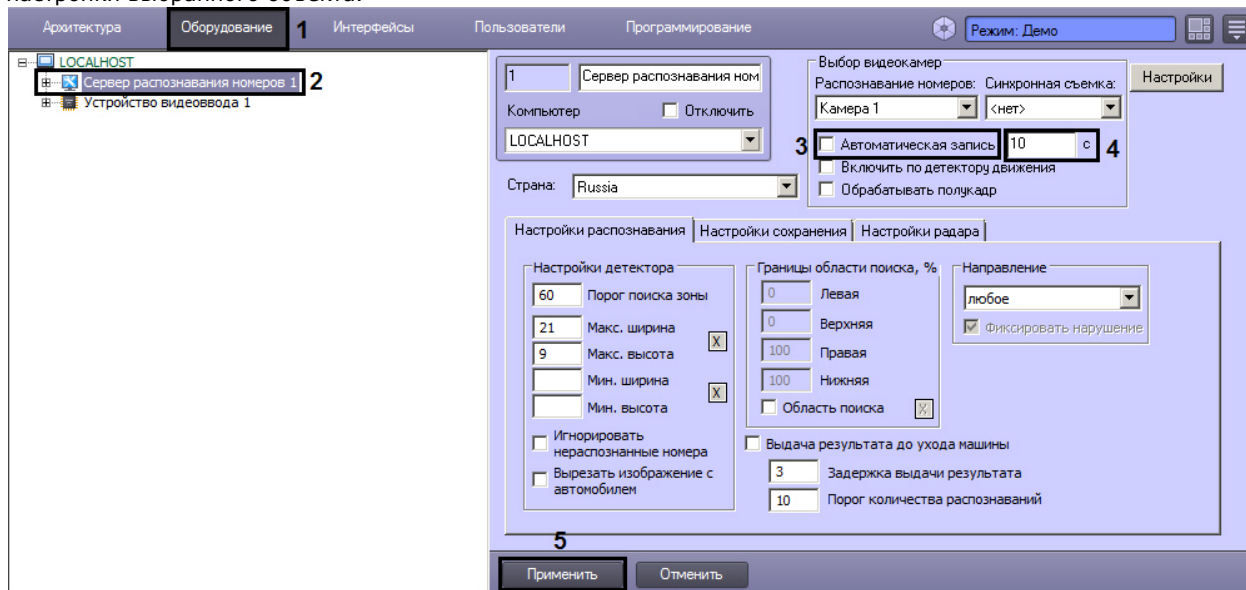 настройки выбранного объекта.
Архитектура Оборудование 1 Интерфейсы Пользователи Программирование Режим: Демо
LOCALHOST
Сервер распознавания номеров 1 2
Устройство видеоввода 1
1 Сервер распознавания ном
Компьютер Отключить
LOCALHOST
Страна: Russia
Выбор видеокамер
Распознавание номеров: Синхронная съемка:
Камера 1 <нет>
3 Автоматическая запись 10 с 4
Включить по детектору движения
Обрабатывать полукадр
Настройки
Настройки распознавания Настройки сохранения Настройки радара
Настройки детектора
60 Порог поиска зоны
21 Макс. ширина
X
9 Макс. высота
Мин. ширина
X
Мин. высота
Игнорировать
нераспознанные номера
Вырезать изображение с
автомобилем
Границы области поиска, %
0 Левая
0 Верхняя
100 Правая
100 Нижняя
Область поиска X
Направление
любое
Фиксировать нарушение
Выдача результата до ухода машины
3 Задержка выдачи результата
10 Порог количества распознаваний
5
Применить Отменить